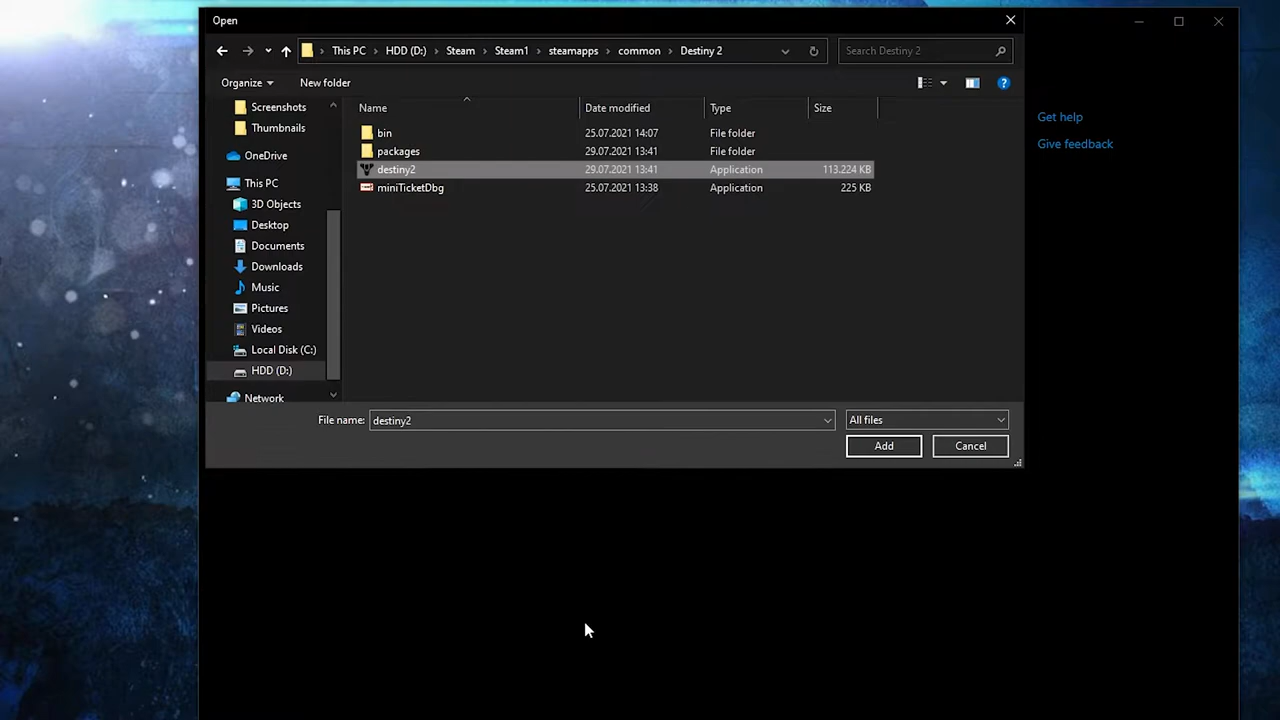 Open
This PC > HDD (D:) > Steam > Steam1 > steamapps > common > Destiny 2
Search Destiny 2
Organize
New folder
Get help
Give feedback
Screenshots
Thumbnails
OneDrive
This PC
3D Objects
Desktop
Documents
Downloads
Music
Pictures
Videos
Local Disk (C:)
HDD (D:)
Network
Name Date modified Type Size
bin 25.07.2021 14:07 File folder
packages 29.07.2021 13:41 File folder
destiny2 29.07.2021 13:41 Application 113.224 KB
miniTicketDbg 25.07.2021 13:38 Application 225 KB
File name: destiny2
All files
Add
Cancel